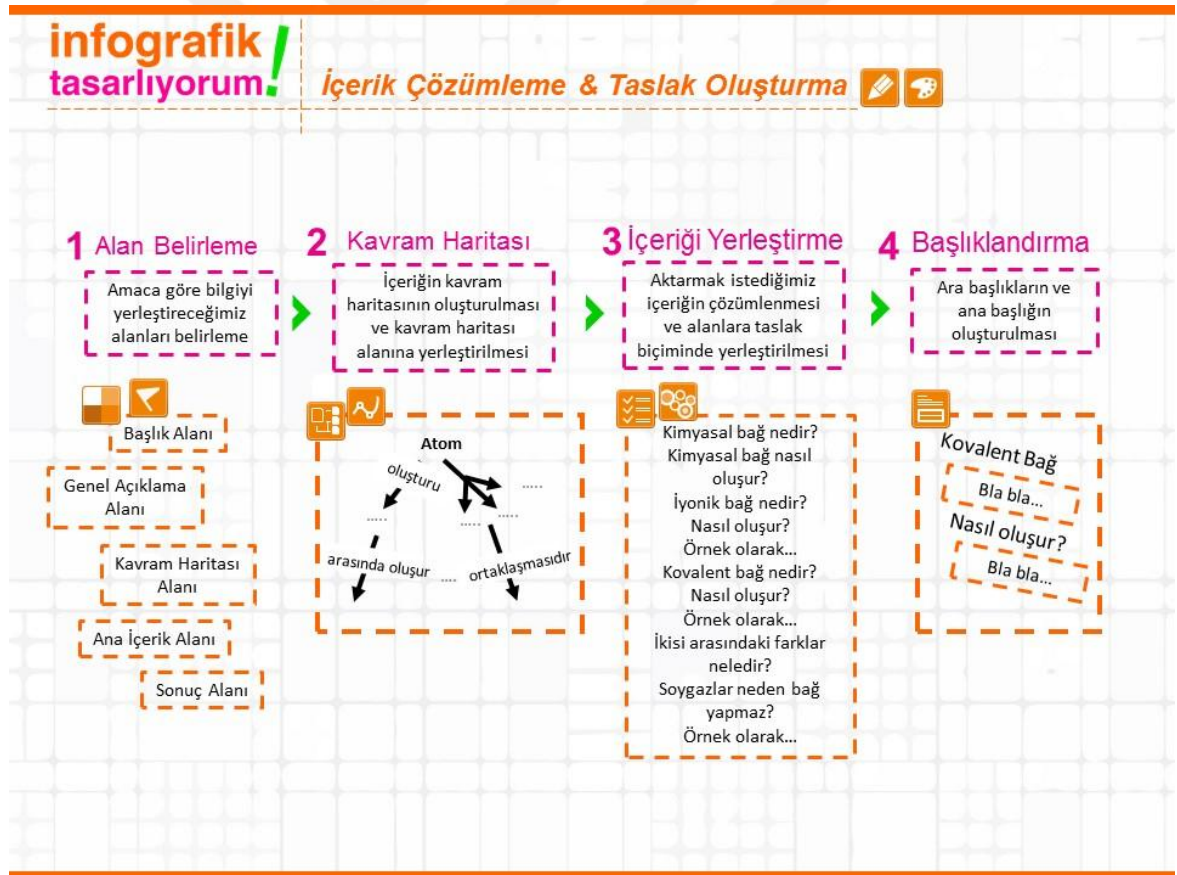 infografik
tasarlıyorum!
İçerik Çözümleme & Taslak Oluşturma
1 Alan Belirleme
Amaca göre bilgiyi
yerleştireceğimiz
alanları belirleme
Başlık Alanı
Genel Açıklama
Alanı
Kavram Haritası
Alanı
Ana İçerik Alanı
Sonuç Alanı
2 Kavram Haritası
İçeriğin kavram
haritasının oluşturulması
ve kavram haritası
alanına yerleştirilmesi
Atom
oluşturu
.....
.....
.....
.....
arasında oluşur
....
ortaklaşmasıdır
3 İçeriği Yerleştirme
Aktarmak istediğimiz
içeriğin çözümlenmesi
ve alanlara taslak
biçiminde yerleştirilmesi
Kimyasal bağ nedir?
Kimyasal bağ nasıl
oluşur?
İyonik bağ nedir?
Nasıl oluşur?
Örnek olarak...
Kovalent bağ nedir?
Nasıl oluşur?
Örnek olarak...
İkisi arasındaki farklar
neledir?
Soygazlar neden bağ
yapmaz?
Örnek olarak...
4 Başlıklandırma
Ara başlıkların ve
ana başlığın
oluşturulması
Kovalent Bağ
Bla bla...
Nasıl oluşur?
Bla bla...